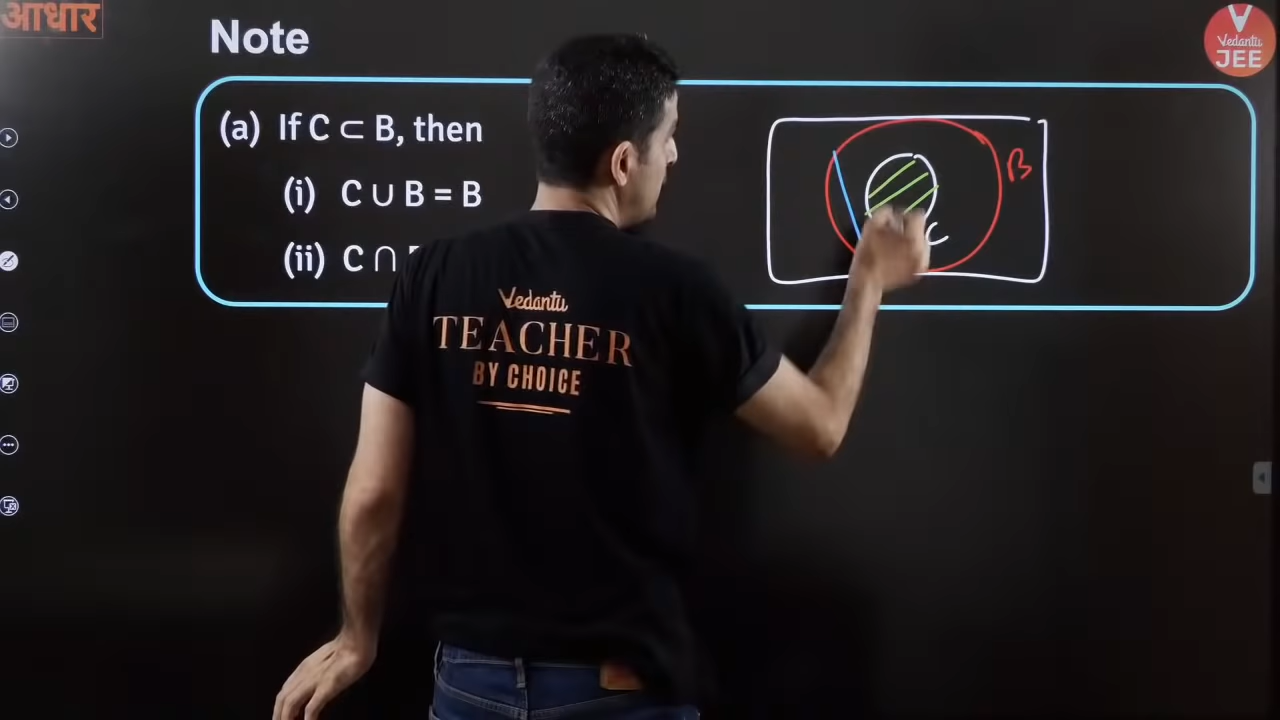 आधार
Note
Vedantu
JEE
(a) If C ⊂ B, then
(i) C ∪ B = B
(ii) C ∩
B
C
Vedantu
TEACHER
BY CHOICE